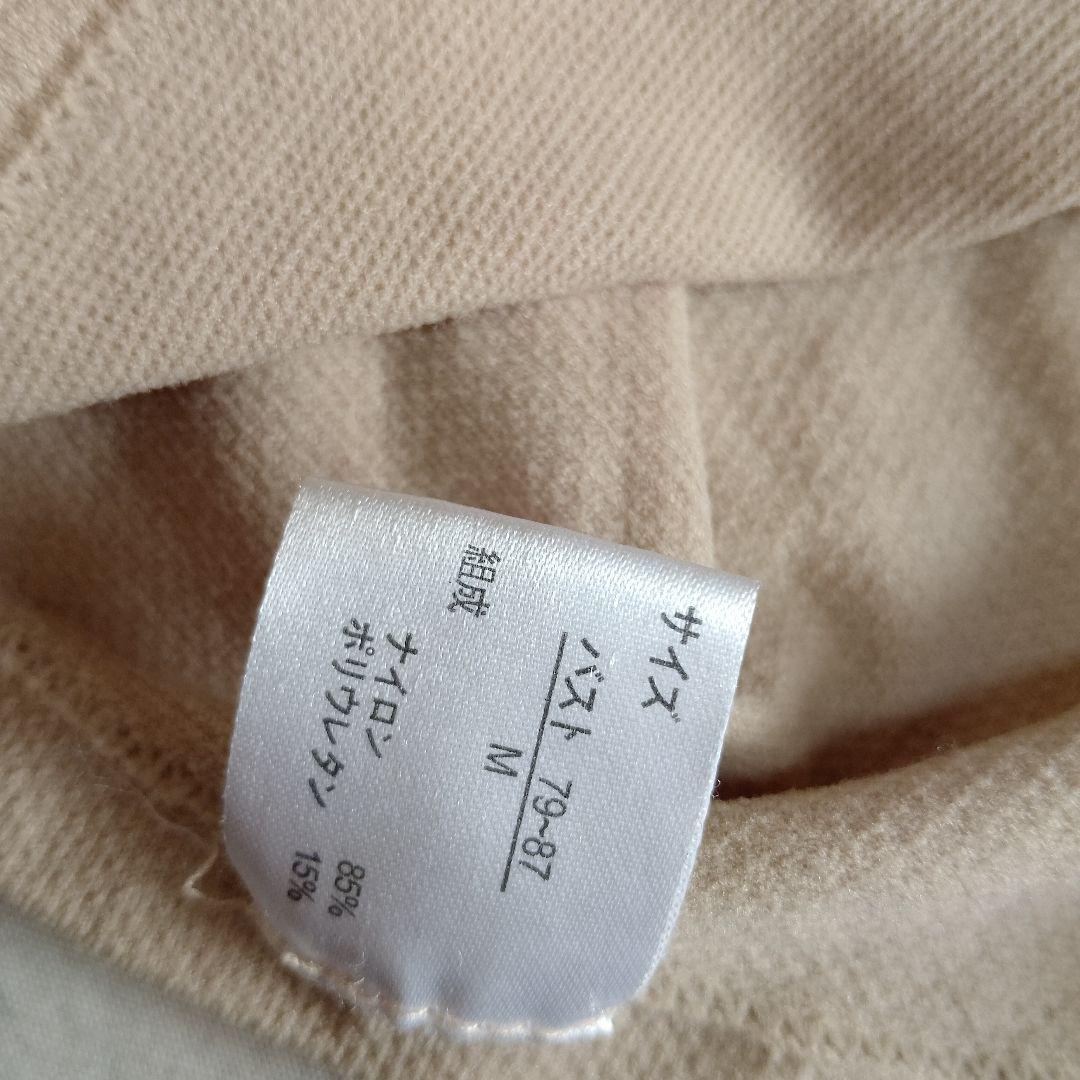 サイズ
バスト 79~87
M
組成
ナイロン 85%
ポリウレタン 15%